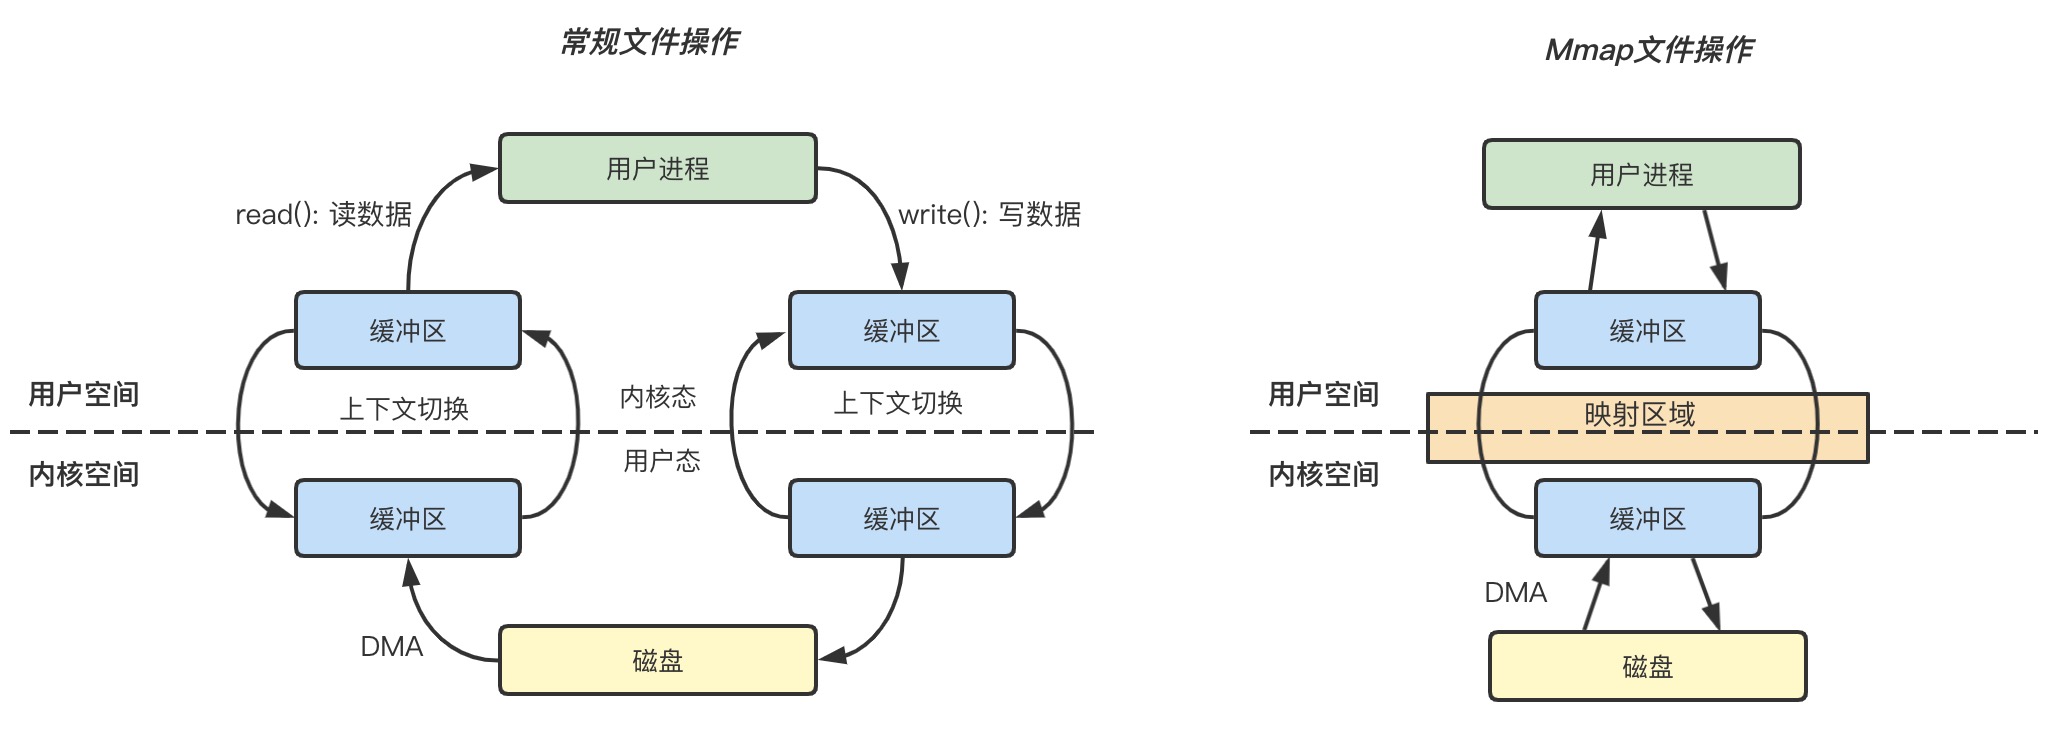 常规文件操作
用户进程
read(): 读数据
write(): 写数据
缓冲区
缓冲区
用户空间
上下文切换
内核态
上下文切换
用户态
内核空间
缓冲区
缓冲区
DMA
磁盘
Mmap文件操作
用户进程
缓冲区
用户空间
映射区域
内核空间
缓冲区
DMA
磁盘